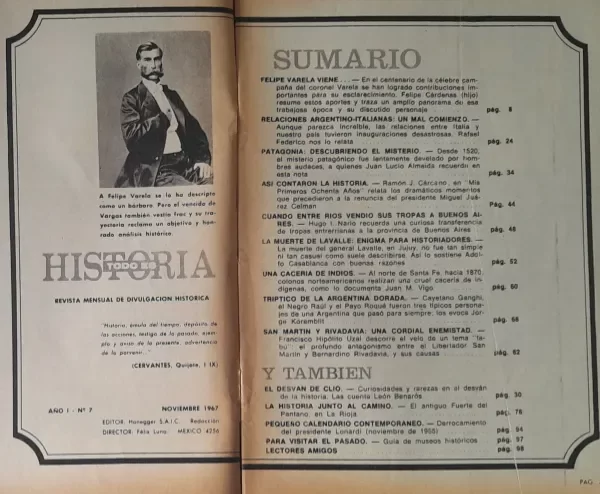 A Felipe Varela se lo ha descripto
como un bárbaro. Pero el vencido de
Vargas también vestía frac y su tra-
yectoria reclama un objetivo y hon-
rado análisis histórico.
TODO ES
HISTORIA
REVISTA MENSUAL DE DIVULGACION HISTORICA
"Historia, émula del tiempo, depósito de
las acciones, testigo de lo pasado, ejem-
plo y aviso de lo presente, advertencia
de lo porvenir..."
(CERVANTES, Quijote, I IX)
AÑO I - Nº 7 NOVIEMBRE 1967
EDITOR: Honegger S.A.I.C. Redacción
DIRECTOR: Félix Luna. MEXICO 4256
SUMARIO
FELIPE VARELA VIENE . . . — En el centenario de la célebre cam-
paña del coronel Varela se han logrado contribuciones im-
portantes para su esclarecimiento. Felipe Cárdenas (hijo)
resume estos aportes y traza un amplio panorama de esa
trabajosa época y su discutido personaje pág. 8
RELACIONES ARGENTINO-ITALIANAS: UN MAL COMIENZO. —
Aunque parezca increíble, las relaciones entre Italia y
nuestro país tuvieron inauguraciones desastrosas. Rafael
Federico nos lo relata pág. 24
PATAGONIA: DESCUBRIENDO EL MISTERIO. — Desde 1520,
el misterio patagónico fue lentamente develado por hom-
bres audaces, a quienes Juan Lucio Almeida recuerda en
esta nota pág. 34
ASI CONTARON LA HISTORIA. — Ramón J. Cárcano, en "Mis
Primeros Ochenta Años" relata los dramáticos momentos
que precedieron a la renuncia del presidente Miguel Juá-
rez Celman Pág. 44
CUANDO ENTRE RIOS VENDIO SUS TROPAS A BUENOS AI-
RES. — Hugo I. Nario recuerda una curiosa transferencia
de tropas entrerrianas a la provincia de Buenos Aires pág. 48
LA MUERTE DE LAVALLE: ENIGMA PARA HISTORIADORES. —
La muerte del general Lavalle, en Jujuy, no fue tan simple
ni tan casual como suele describirse. Así lo sostiene Adol-
fo Casablanca con buenas razones pág. 52
UNA CACERIA DE INDIOS. — Al norte de Santa Fe, hacia 1870,
colonos norteamericanos realizan una cruel cacería de in-
dígenas, como lo documenta Juan M. Vigo pág. 60
TRIPTICO DE LA ARGENTINA DORADA. — Cayetano Ganghi,
el Negro Raúl y el Payo Roqué fueron tres típicos persona-
jes de una Argentina que pasó para siempre; los evoca Jor-
ge Korembliit pág. 68
SAN MARTIN Y RIVADAVIA: UNA CORDIAL ENEMISTAD. —
Francisco Hipólito Uzal descorre el velo de un tema "ta-
bú": el profundo antagonismo entre el Libertador San
Martín y Bernardino Rivadavia, y sus causas pág. 82
Y TAMBIEN
EL DESVAN DE CLIO. — Curiosidades y rarezas en el desván
de la historia. Las cuenta León Benarós pág. 30
LA HISTORIA JUNTO AL CAMINO. — El antiguo Fuerte del
Pantano, en La Rioja pág. 78
PEQUEÑO CALENDARIO CONTEMPORANEO. — Derrocamiento
del presidente Lonardi (noviembre de 1955) pág. 94
PARA VISITAR EL PASADO. — Guía de museos históricos pág. 97
LECTORES AMIGOS pág. 98
PAG